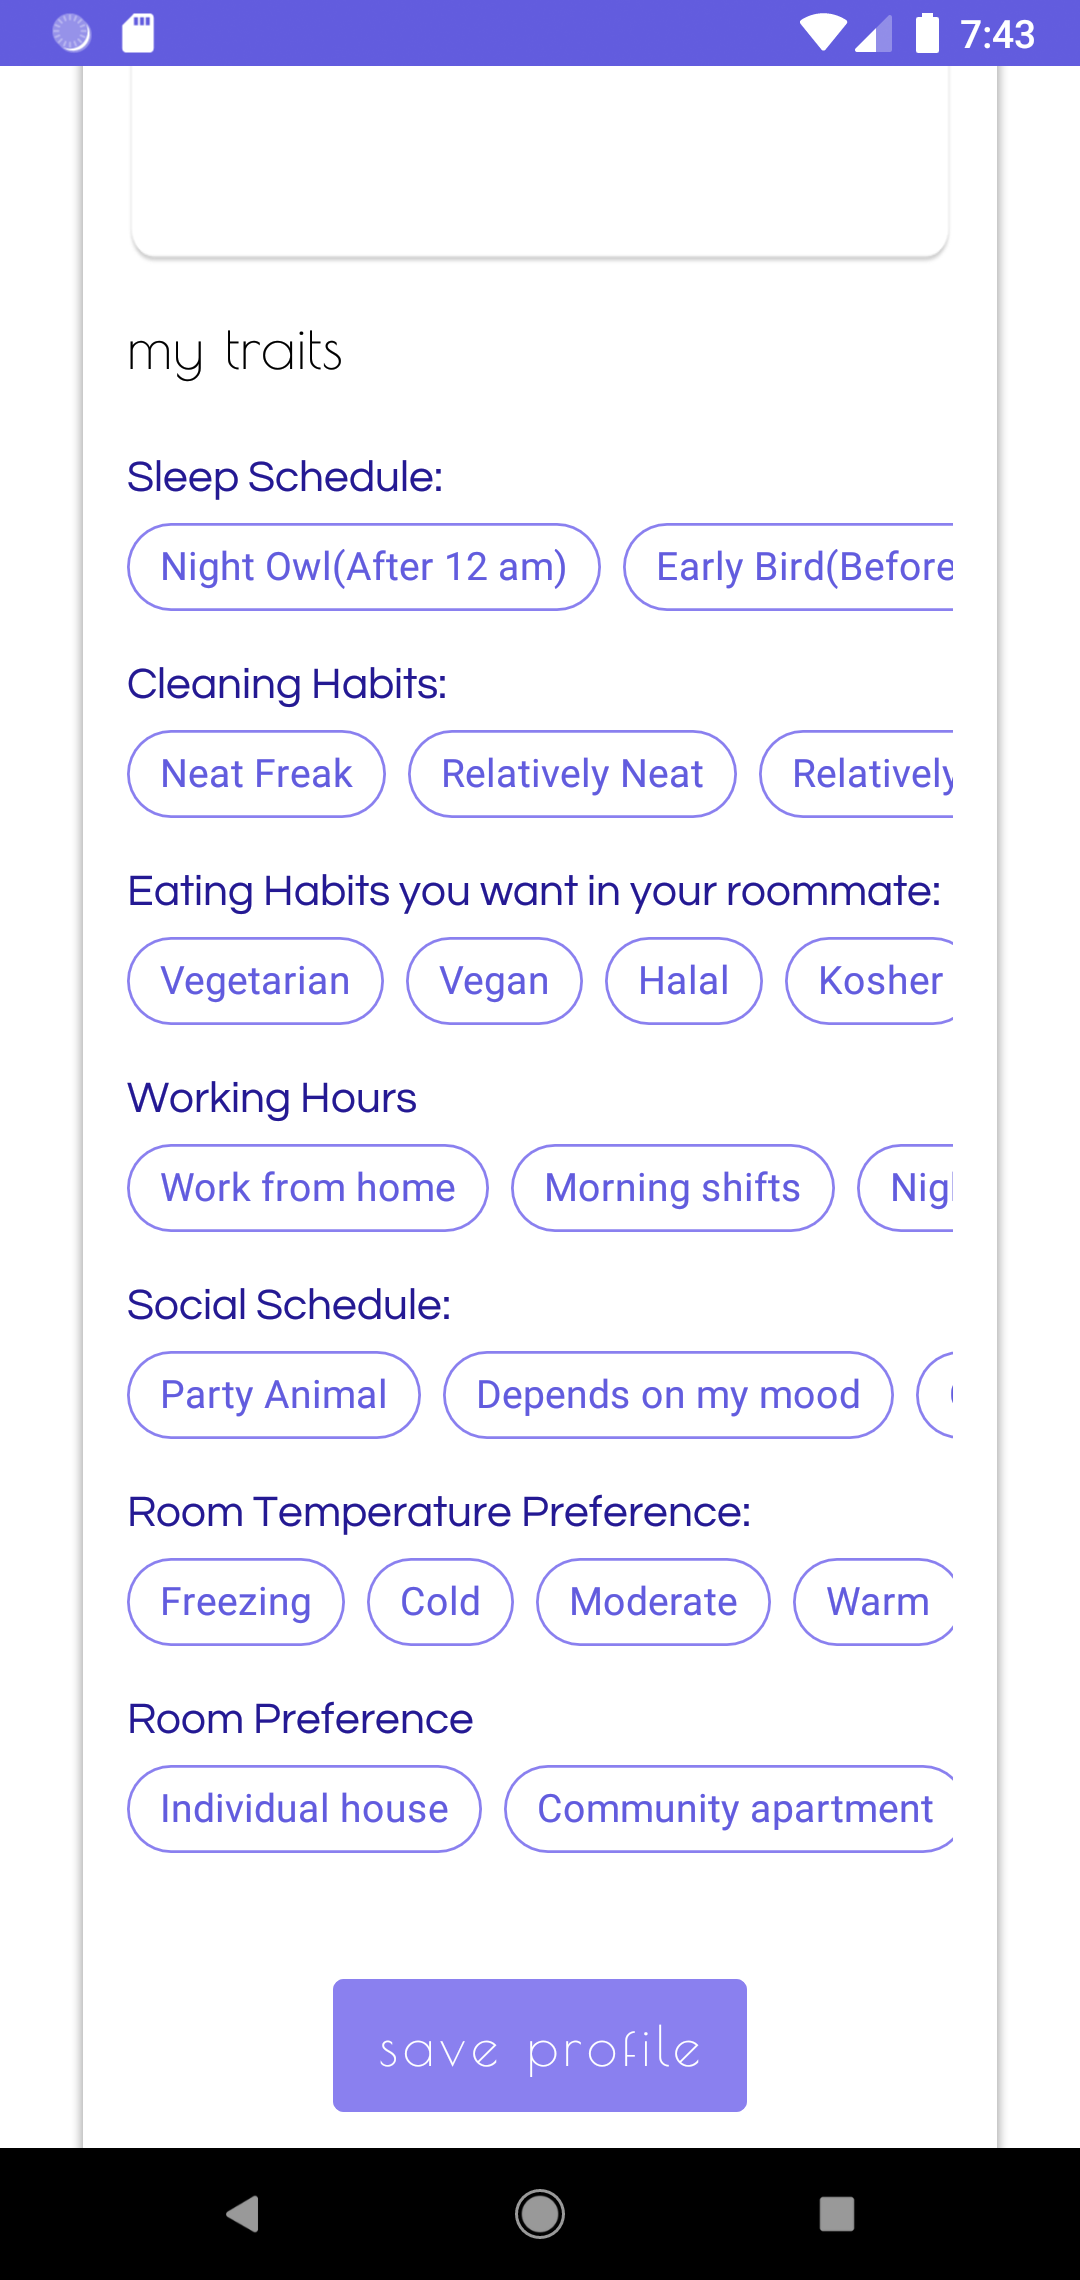 7:43
my traits
Sleep Schedule:
Night Owl(After 12 am) Early Bird(Before
Cleaning Habits:
Neat Freak Relatively Neat Relatively
Eating Habits you want in your roommate:
Vegetarian Vegan Halal Kosher
Working Hours
Work from home Morning shifts
Social Schedule:
Party Animal Depends on my mood
Room Temperature Preference:
Freezing Cold Moderate Warm
Room Preference
Individual house Community apartment
save profile